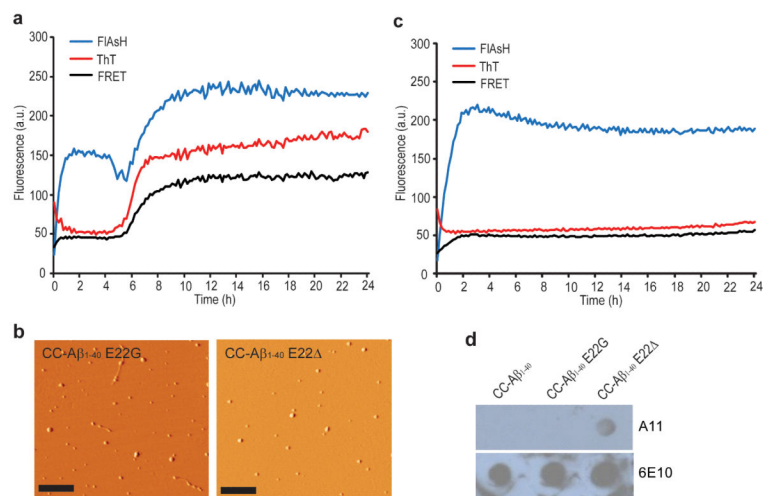 a
300
250
200
150
100
50
0
Fluorescence (a.u.)
FlAsH
ThT
FRET
0 2 4 6 8 10 12 14 16 18 20 22 24
Time (h)
c
300
250
200
150
100
50
0
Fluorescence (a.u.)
FlAsH
ThT
FRET
0 2 4 6 8 10 12 14 16 18 20 22 24
Time (h)
b
CC-Aβ1-40 E22G
CC-Aβ1-40 E22Δ
d
CC-Aβ1-40
CC-Aβ1-40 E22G
CC-Aβ1-40 E22Δ
A11
6E10